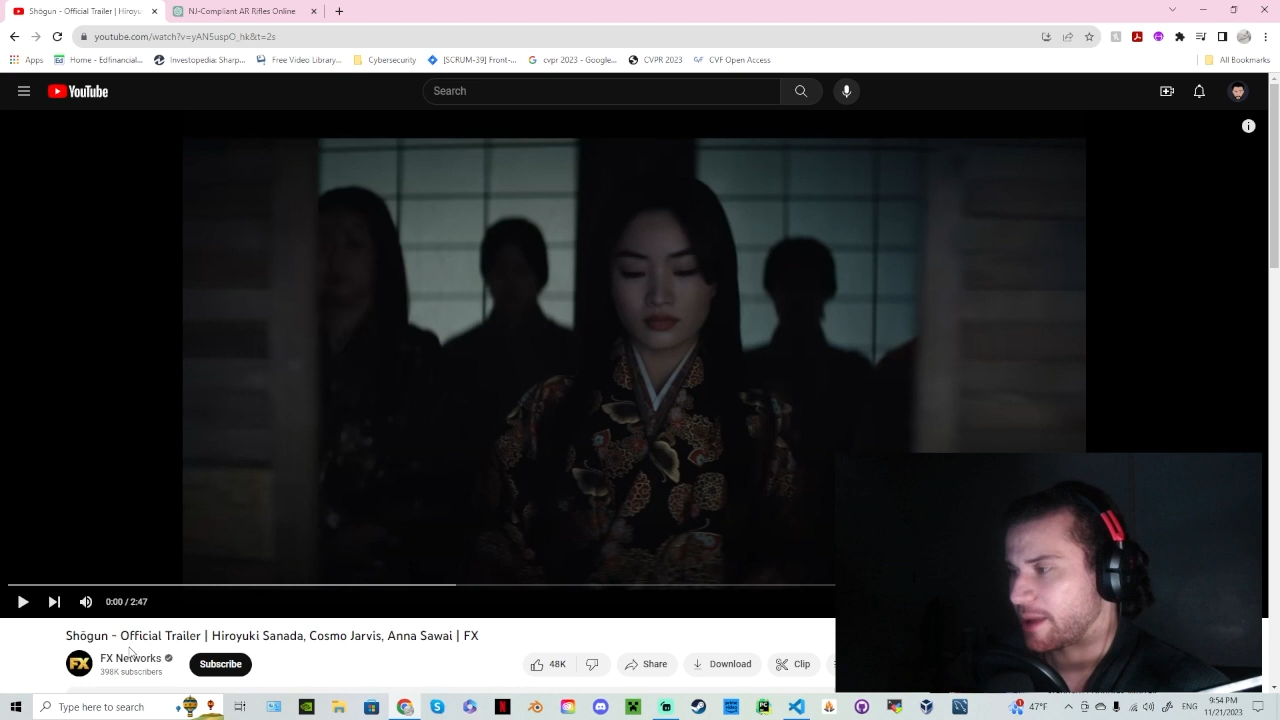 Shōgun - Official Trailer | Hiroyu
NJ-Compliant AR Rifles Online
youtube.com/watch?v=yAN5uspO_hk&t=2s
Apps
Home - Edfinancial...
Investopedia: Sharp...
Free Video Library:...
Cybersecurity
[SCRUM-39] Front-...
cvpr 2023 - Google...
CVPR 2023
CVF Open Access
All Bookmarks
YouTube
Search
0:00 / 2:47
Shōgun - Official Trailer | Hiroyuki Sanada, Cosmo Jarvis, Anna Sawai | FX
FX
FX Networks
398K subscribers
Subscribe
48K
Share
Download
Clip
Type here to search
47°F
9:54 PM
11/21/2023